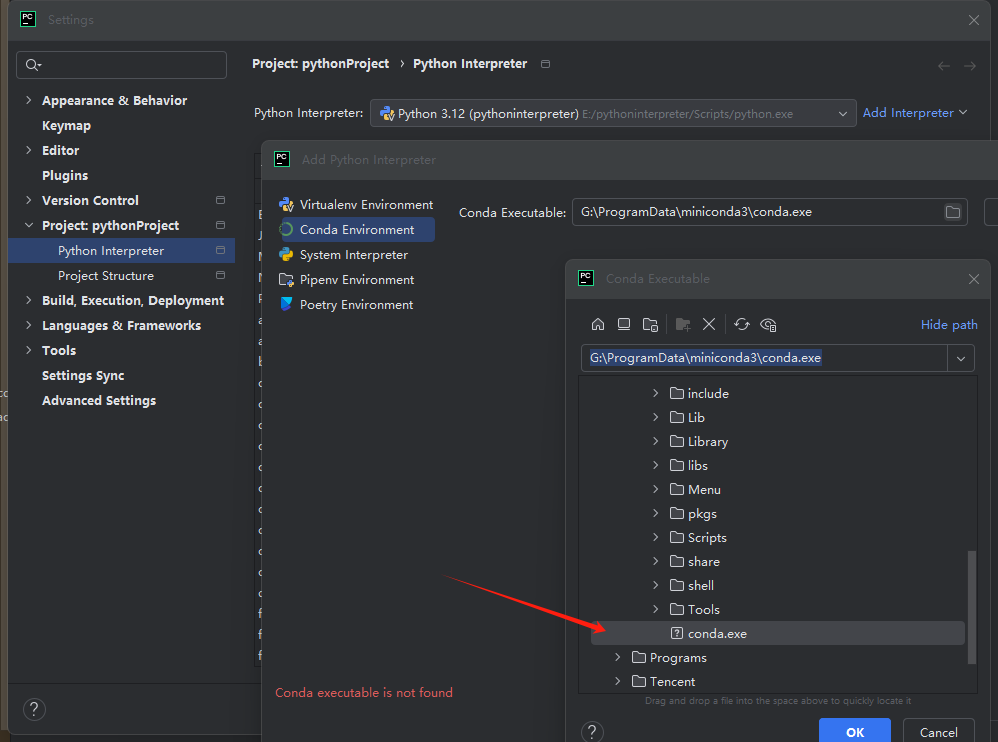 PC Settings
Project: pythonProject › Python Interpreter
Appearance & Behavior
Keymap
Editor
Plugins
Version Control
Project: pythonProject
Python Interpreter
Project Structure
Build, Execution, Deployment
Languages & Frameworks
Tools
Settings Sync
Advanced Settings
?
Python Interpreter: Python 3.12 (pythoninterpreter) E:/pythoninterpreter/Scripts/python.exe Add Interpreter
PC Add Python Interpreter
Virtualenv Environment
Conda Environment
System Interpreter
Pipenv Environment
Poetry Environment
Conda Executable: G:\ProgramData\miniconda3\conda.exe
Conda executable is not found
PC Conda Executable
Hide path
G:\ProgramData\miniconda3\conda.exe
include
Lib
Library
libs
Menu
pkgs
Scripts
share
shell
Tools
? conda.exe
Programs
Tencent
Drag and drop a file into the space above to quickly locate it
? OK Cancel